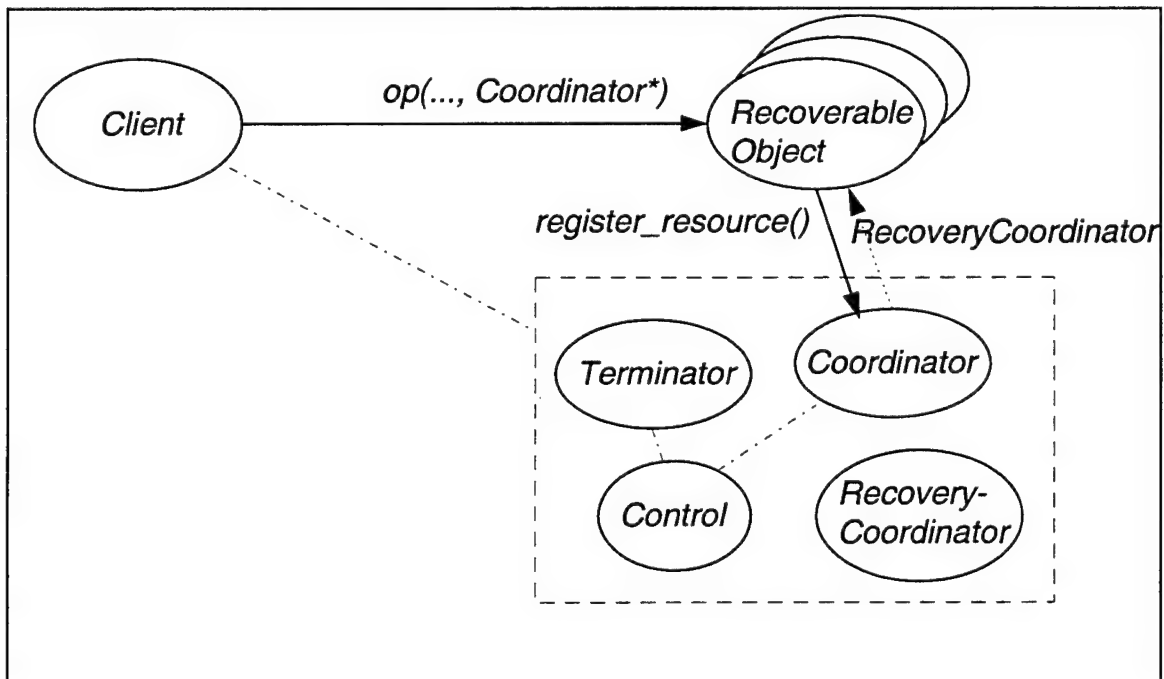 op(..., Coordinator*)
Client
Recoverable
Object
register_resource()
RecoveryCoordinator
Terminator
Coordinator
Control
Recovery-
Coordinator